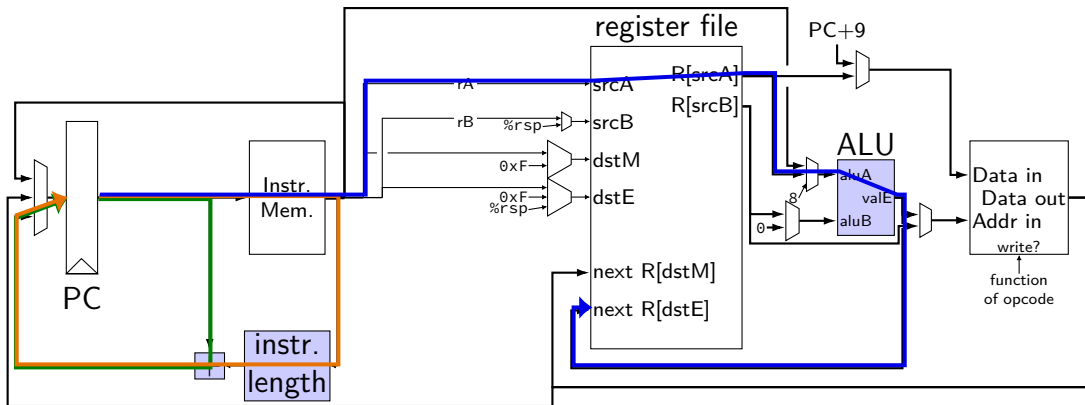 register file
PC+9
R[srcA]
rA
srcA
R[srcB]
rB
%rsp
srcB
ALU
0xF
dstM
Instr.
Mem.
aluA
Data in
valE
Data out
0xF
dstE
8
%rsp
0
aluB
Addr in
write?
next R[dstM]
function
of opcode
PC
next R[dstE]
instr.
length